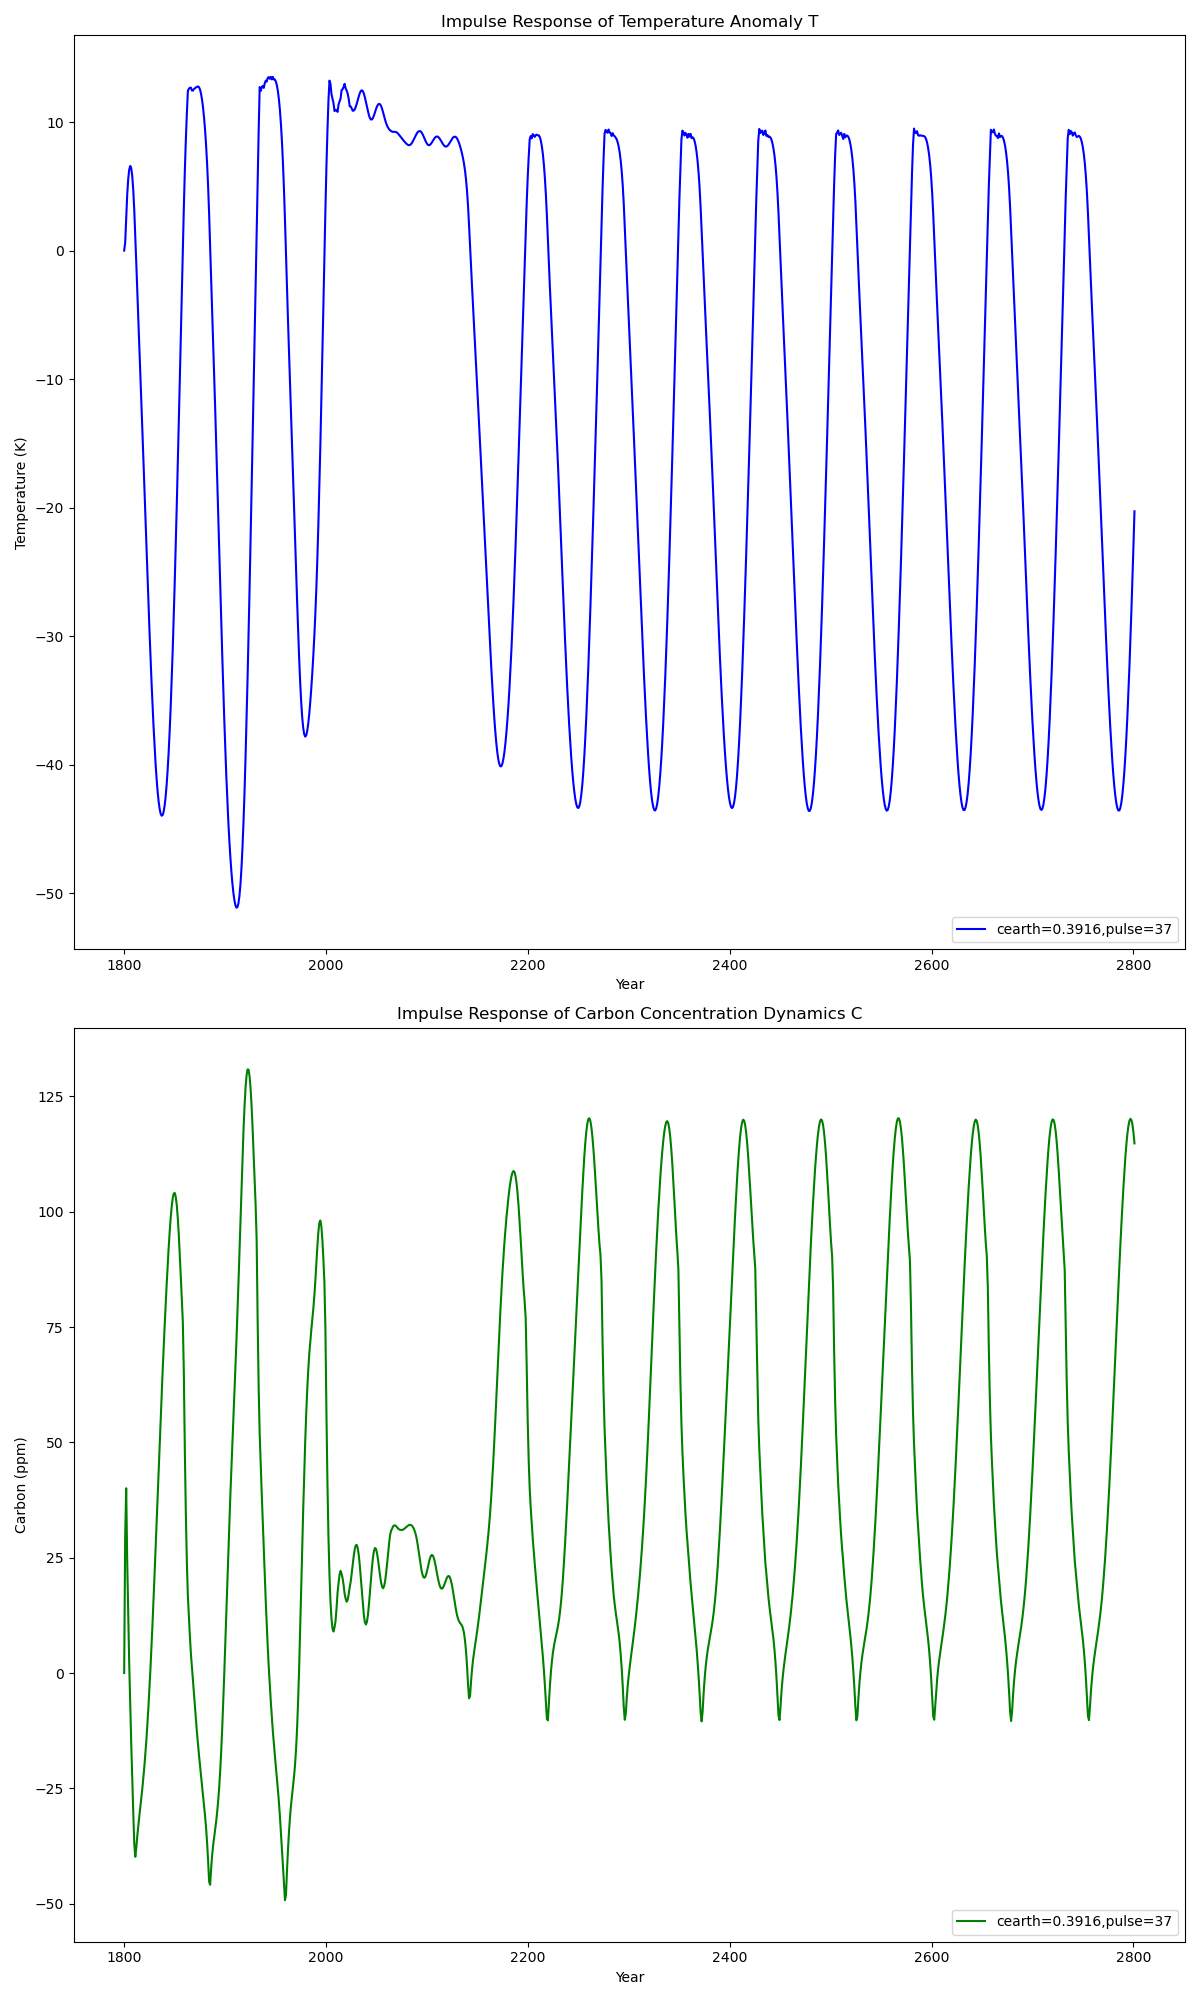 Impulse Response of Temperature Anomaly T
Temperature (K)
10
0
−10
−20
−30
−40
−50
cearth=0.3916,pulse=37
1800 2000 2200 2400 2600 2800
Year
Impulse Response of Carbon Concentration Dynamics C
Carbon (ppm)
125
100
75
50
25
0
−25
−50
cearth=0.3916,pulse=37
1800 2000 2200 2400 2600 2800
Year